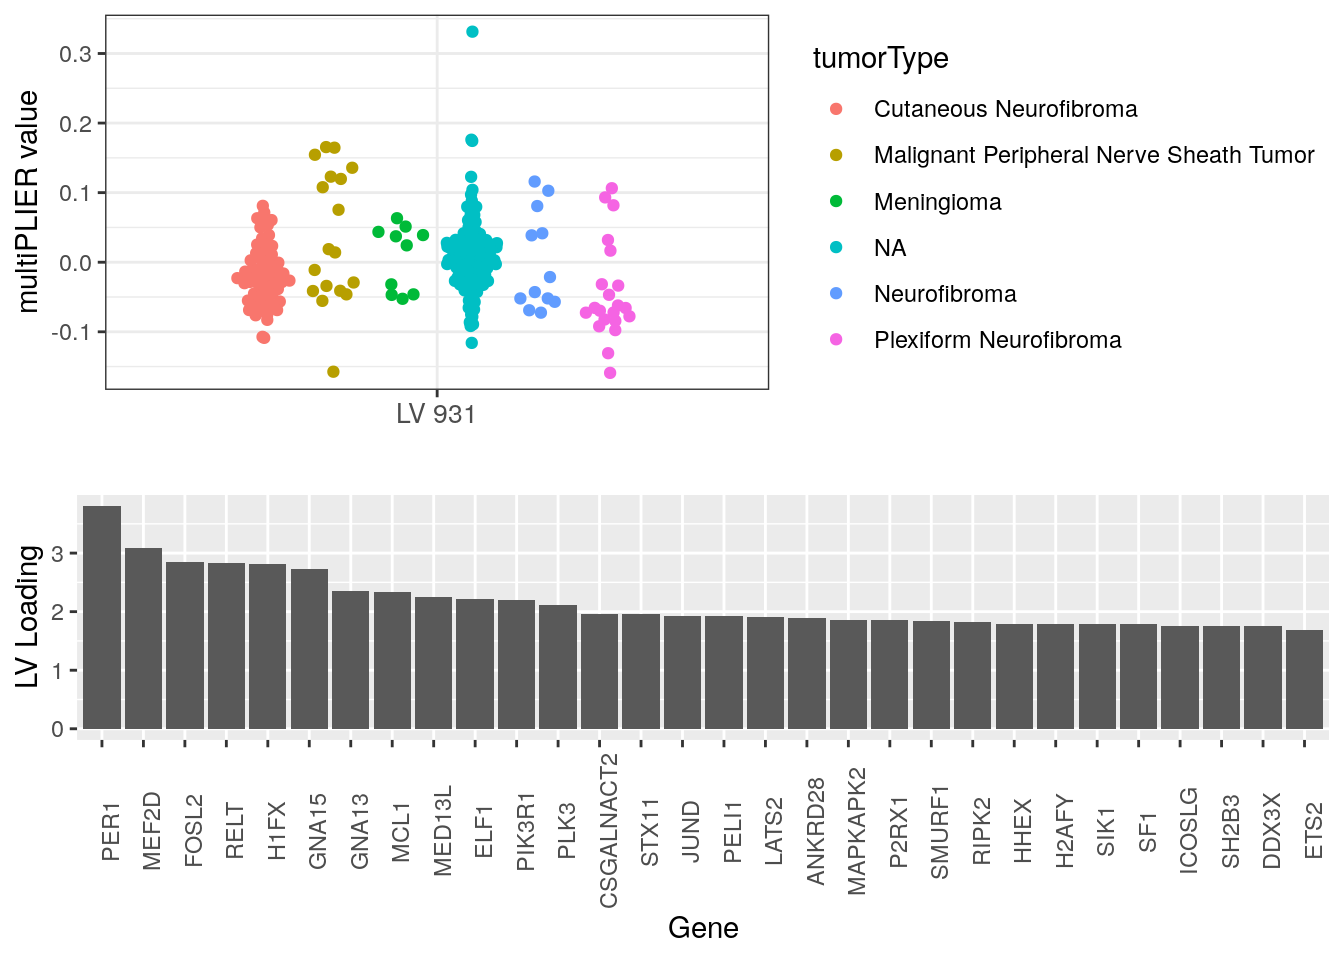 multiPLIER value
0.3
0.2
0.1
0.0
-0.1
LV 931
tumorType
Cutaneous Neurofibroma
Malignant Peripheral Nerve Sheath Tumor
Meningioma
NA
Neurofibroma
Plexiform Neurofibroma
LV Loading
3
2
1
0
PER1
MEF2D
FOSL2
RELT
H1FX
GNA15
GNA13
MCL1
MED13L
ELF1
PIK3R1
PLK3
CSGALNACT2
STX11
JUND
PELI1
LATS2
ANKRD28
MAPKAPK2
P2RX1
SMURF1
RIPK2
HHEX
H2AFY
SIK1
SF1
ICOSLG
SH2B3
DDX3X
ETS2
Gene